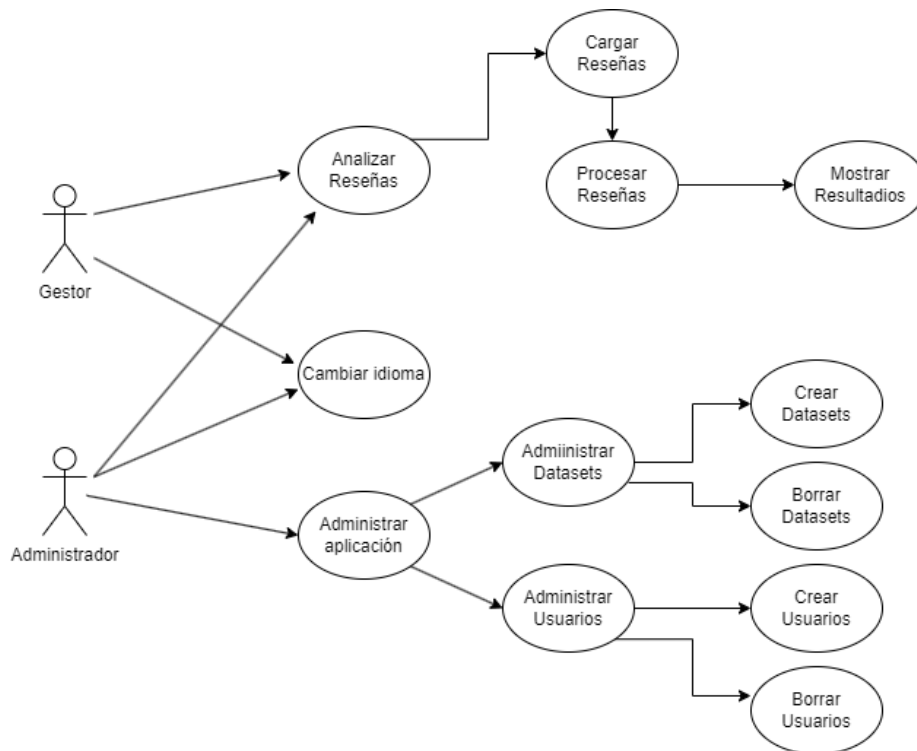 Cargar
Reseñas
Analizar
Reseñas
Procesar
Reseñas
Mostrar
Resultadios
Gestor
Cambiar idioma
Crear
Datasets
Admiinistrar
Datasets
Borrar
Datasets
Administrador
Administrar
aplicación
Administrar
Usuarios
Crear
Usuarios
Borrar
Usuarios